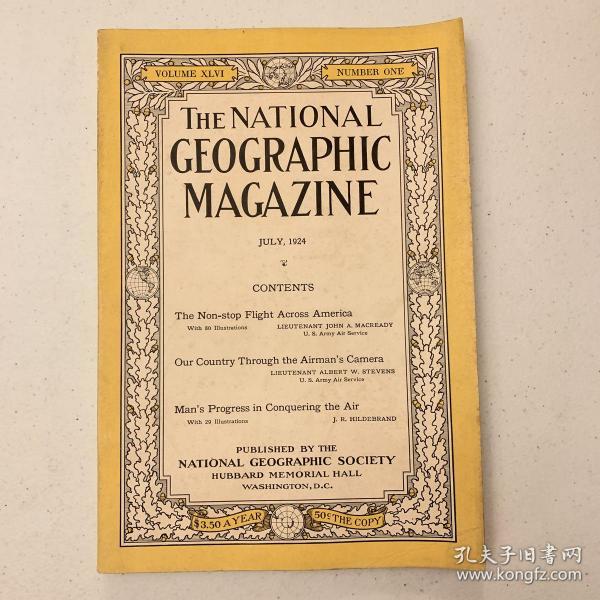 VOLUME XLVI NUMBER ONE
THE NATIONAL
GEOGRAPHIC
MAGAZINE
JULY, 1924
CONTENTS
The Non-stop Flight Across America
With 80 Illustrations LIEUTENANT JOHN A. MACREADY
U. S. Army Air Service
Our Country Through the Airman's Camera
LIEUTENANT ALBERT W. STEVENS
U. S. Army Air Service
Man's Progress in Conquering the Air
With 29 Illustrations J. R. HILDEBRAND
PUBLISHED BY THE
NATIONAL GEOGRAPHIC SOCIETY
HUBBARD MEMORIAL HALL
WASHINGTON, D.C.
$3.50 A YEAR 50¢ THE COPY
孔夫子旧书网
www.kongfz.com